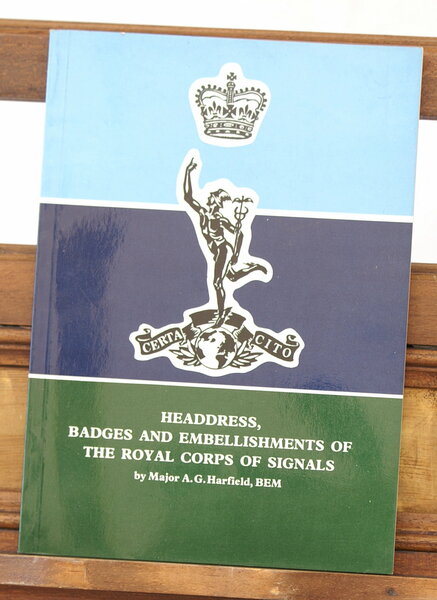 CERTA CITO
HEADDRESS,
BADGES AND EMBELLISHMENTS OF
THE ROYAL CORPS OF SIGNALS
by Major A.G. Harfield, BEM